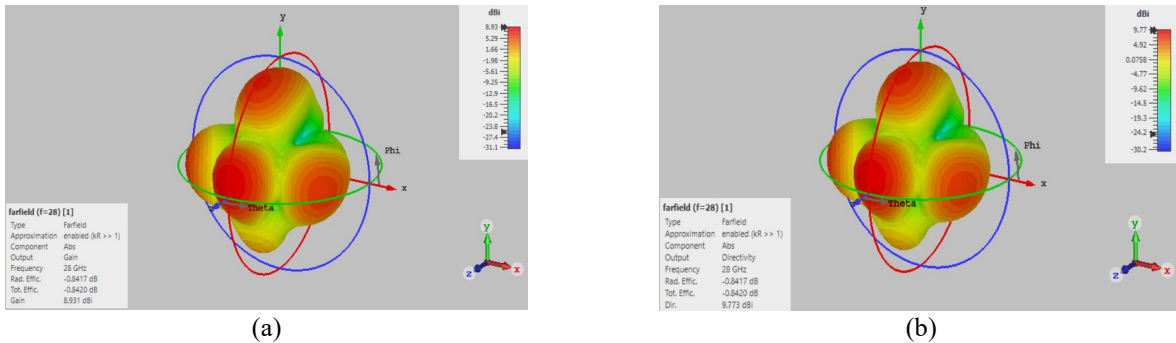 y
dBi
8.93
5.29
1.66
-1.98
-5.61
-9.25
-12.9
-16.5
-20.2
-23.8
-27.4
-31.1
Phi
x
Theta
farfield (f=28) [1]
Type Farfield
Approximation enabled (kR >> 1)
Component Abs
Output Gain
Frequency 28 GHz
Rad. Effic. -0.8417 dB
Tot. Effic. -0.8420 dB
Gain 8.931 dBi
y
z
x
(a)
y
dBi
9.77
4.92
0.0758
-4.77
-9.62
-14.5
-19.3
-24.2
-30.2
Phi
x
Theta
farfield (f=28) [1]
Type Farfield
Approximation enabled (kR >> 1)
Component Abs
Output Directivity
Frequency 28 GHz
Rad. Effic. -0.8417 dB
Tot. Effic. -0.8420 dB
Dir. 9.773 dBi
y
z
x
(b)